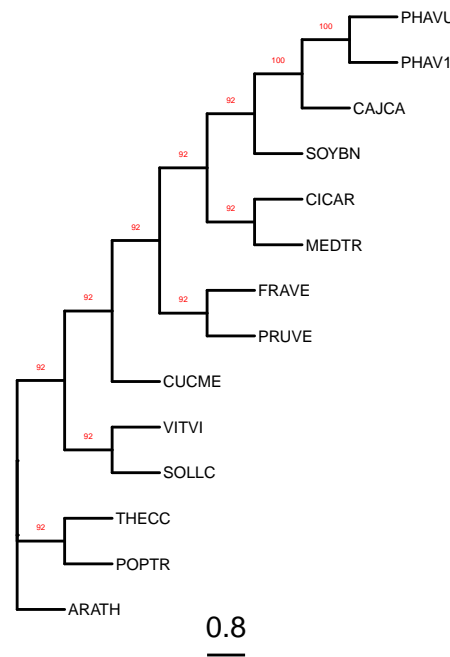 PHAVU
100
PHAV1
100
CAJCA
92
SOYBN
92
CICAR
92
MEDTR
92
FRAVE
92
PRUVE
92
CUCME
92
VITVI
92
SOLLC
THECC
92
POPTR
ARATH
0.8